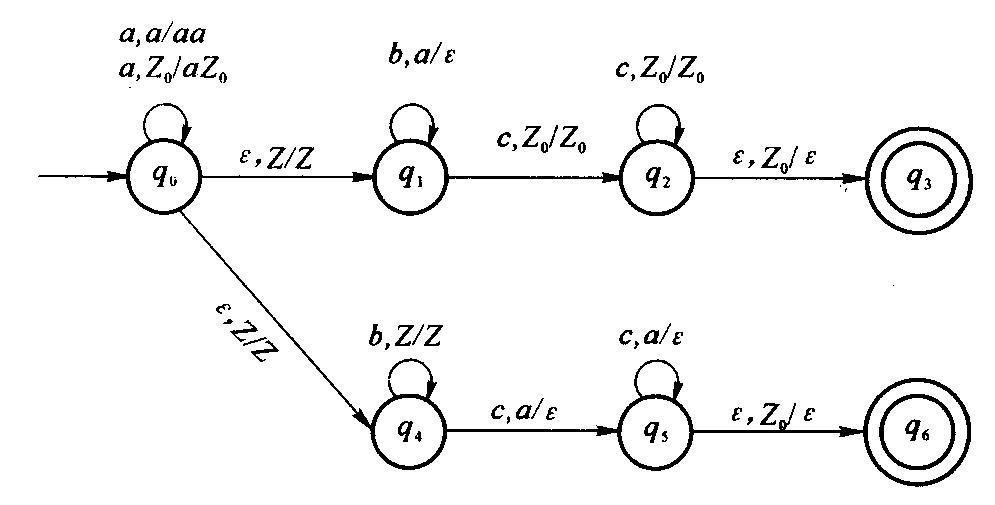 a,a/aa
a,Z₀/aZ₀
b,a/ε
c,Z₀/Z₀
ε,Z/Z
c,Z₀/Z₀
ε,Z₀/ε
q₀
q₁
q₂
q₃
ε,Z/Z
b,Z/Z
c,a/ε
c,a/ε
ε,Z₀/ε
q₄
q₅
q₆